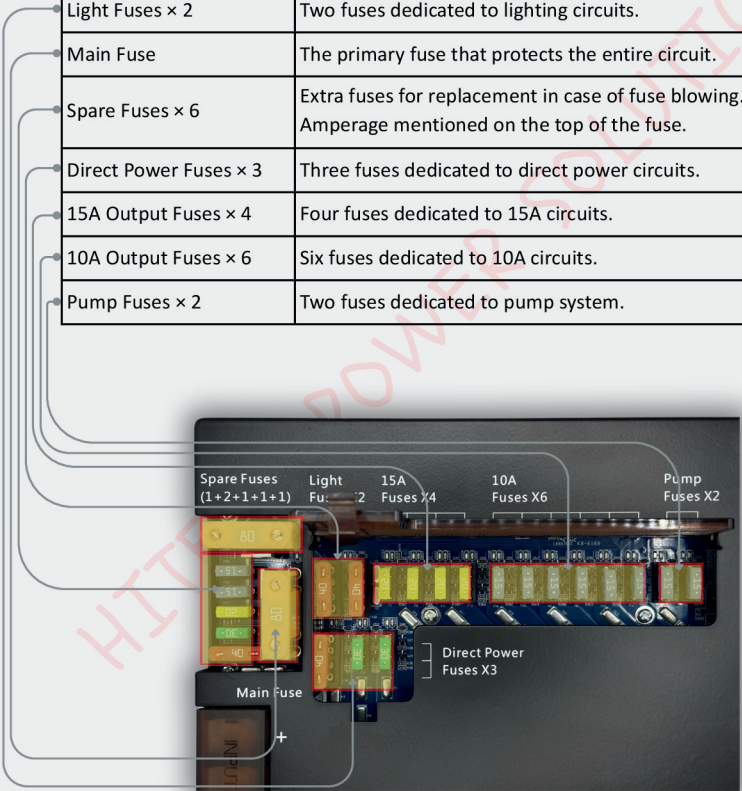 Light Fuses × 2
Two fuses dedicated to lighting circuits.
Main Fuse
The primary fuse that protects the entire circuit.
Spare Fuses × 6
Extra fuses for replacement in case of fuse blowing.
Amperage mentioned on the top of the fuse.
Direct Power Fuses × 3
Three fuses dedicated to direct power circuits.
15A Output Fuses × 4
Four fuses dedicated to 15A circuits.
10A Output Fuses × 6
Six fuses dedicated to 10A circuits.
Pump Fuses × 2
Two fuses dedicated to pump system.
POWER SOLUTIO
Spare Fuses
(1+2+1+1+1)
Light
Fu X2
15A
Fuses X4
10A
Fuses X6
Pump
Fuses X2
80
15
15
20
30
40
80
40
40
40
30
30
Direct Power
Fuses X3
Main Fuse
+
INPUT